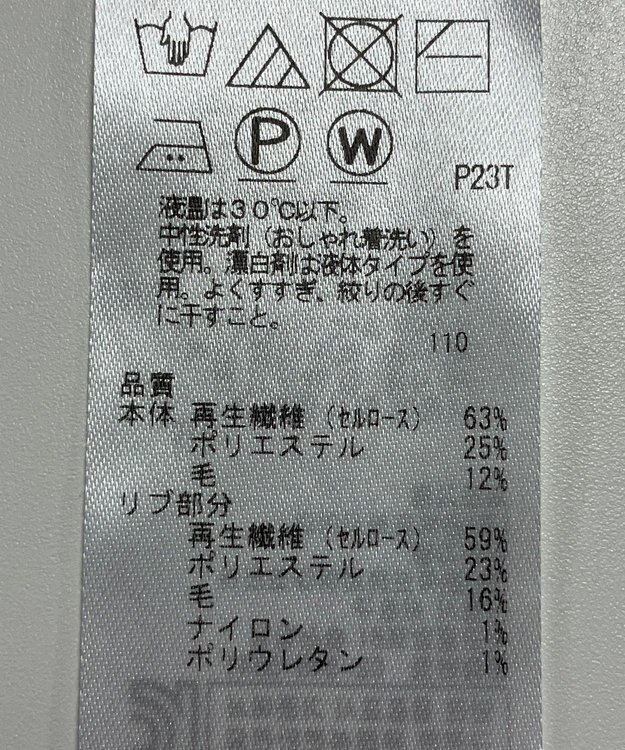 P W
P23T
液温は30℃以下。
中性洗剤（おしゃれ着洗い）を
使用。漂白剤は液体タイプを使
用。よくすすぎ、絞りの後すぐ
に干すこと。
110
品質
本体 再生繊維（セルロース） 63%
ポリエステル 25%
毛 12%
リブ部分
再生繊維（セルロース） 59%
ポリエステル 23%
毛 16%
ナイロン 1%
ポリウレタン 1%